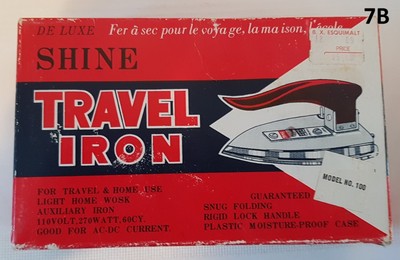 7B
DE LUXE Fer à sec pour le voyage, la maison, l'école
B. X. ESQUIMALT
PRICE
SHINE
TRAVEL
IRON
MODEL NO. 100
FOR TRAVEL & HOME USE
LIGHT HOME WOSK
AUXILIARY IRON
110VOLT, 270WATT, 60CY.
GOOD FOR AC-DC CURRENT.
GUARANTEED
SNUG FOLDING
RIGID LOCK HANDLE
PLASTIC MOISTURE-PROOF CASE